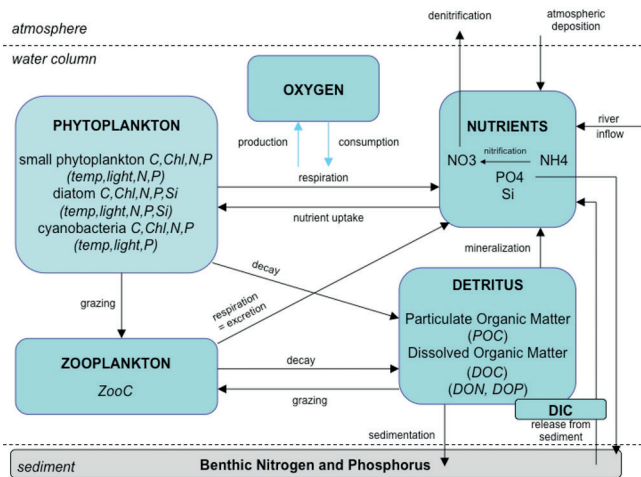 atmosphere
denitrification
atmospheric
deposition
water column
OXYGEN
PHYTOPLANKTON
small phytoplankton C,Chl,N,P
(temp,light,N,P)
diatom C,Chl,N,P,Si
(temp,light,N,P,Si)
cyanobacteria C,Chl,N,P
(temp,light,P)
production
consumption
NUTRIENTS
nitrification
NO3
NH4
PO4
Si
river
inflow
respiration
nutrient uptake
mineralization
decay
grazing
respiration
= excretion
DETRITUS
Particulate Organic Matter
(POC)
Dissolved Organic Matter
(DOC)
(DON, DOP)
ZOOPLANKTON
ZooC
decay
grazing
DIC
release from
sediment
sedimentation
sediment
Benthic Nitrogen and Phosphorus